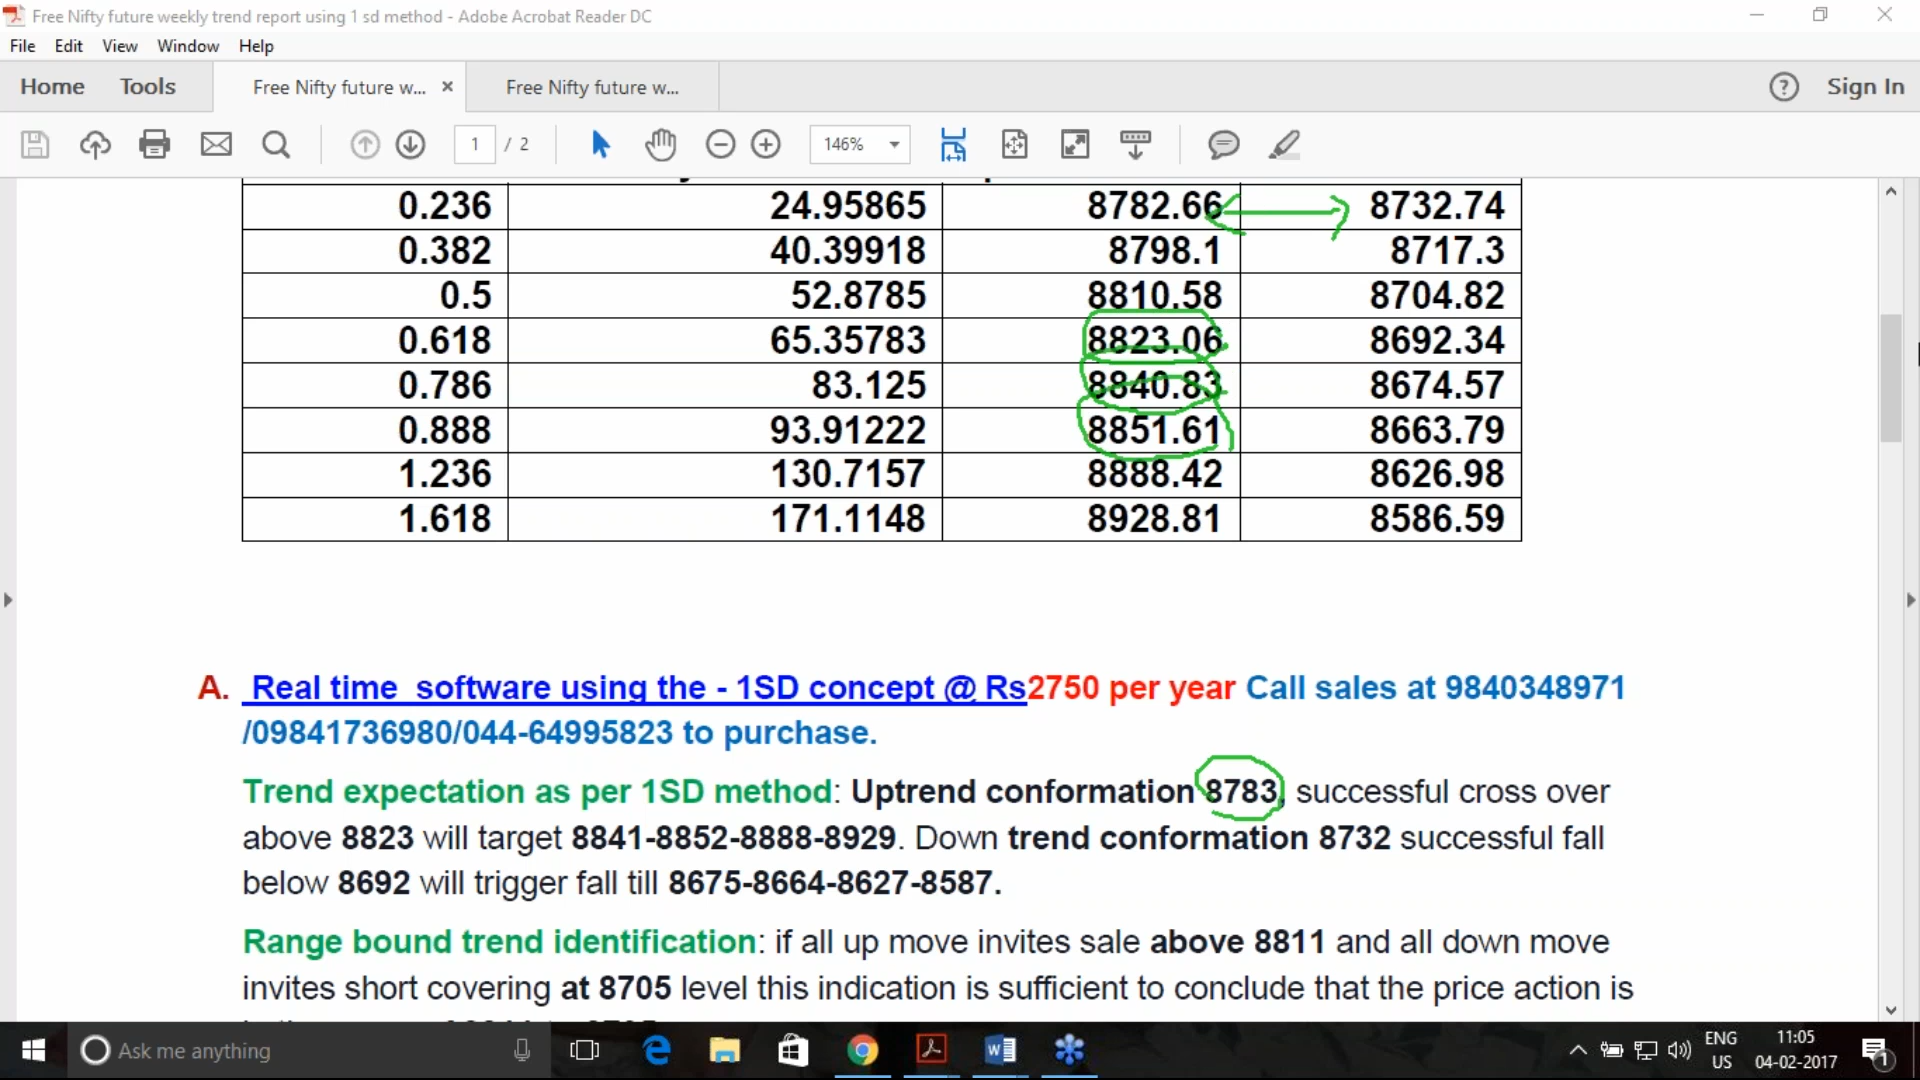 Free Nifty future weekly trend report using 1 sd method - Adobe Acrobat Reader DC
File Edit View Window Help
Home Tools Free Nifty future w... × Free Nifty future w... ? Sign In
1 / 2 146%
0.236 24.95865 8782.66 8732.74
0.382 40.39918 8798.1 8717.3
0.5 52.8785 8810.58 8704.82
0.618 65.35783 8823.06 8692.34
0.786 83.125 8840.83 8674.57
0.888 93.91222 8851.61 8663.79
1.236 130.7157 8888.42 8626.98
1.618 171.1148 8928.81 8586.59
A. Real time software using the - 1SD concept @ Rs2750 per year Call sales at 9840348971
/09841736980/044-64995823 to purchase.
Trend expectation as per 1SD method: Uptrend conformation 8783, successful cross over
above 8823 will target 8841-8852-8888-8929. Down trend conformation 8732 successful fall
below 8692 will trigger fall till 8675-8664-8627-8587.
Range bound trend identification: if all up move invites sale above 8811 and all down move
invites short covering at 8705 level this indication is sufficient to conclude that the price action is
Ask me anything
ENG 11:05
US 04-02-2017 1